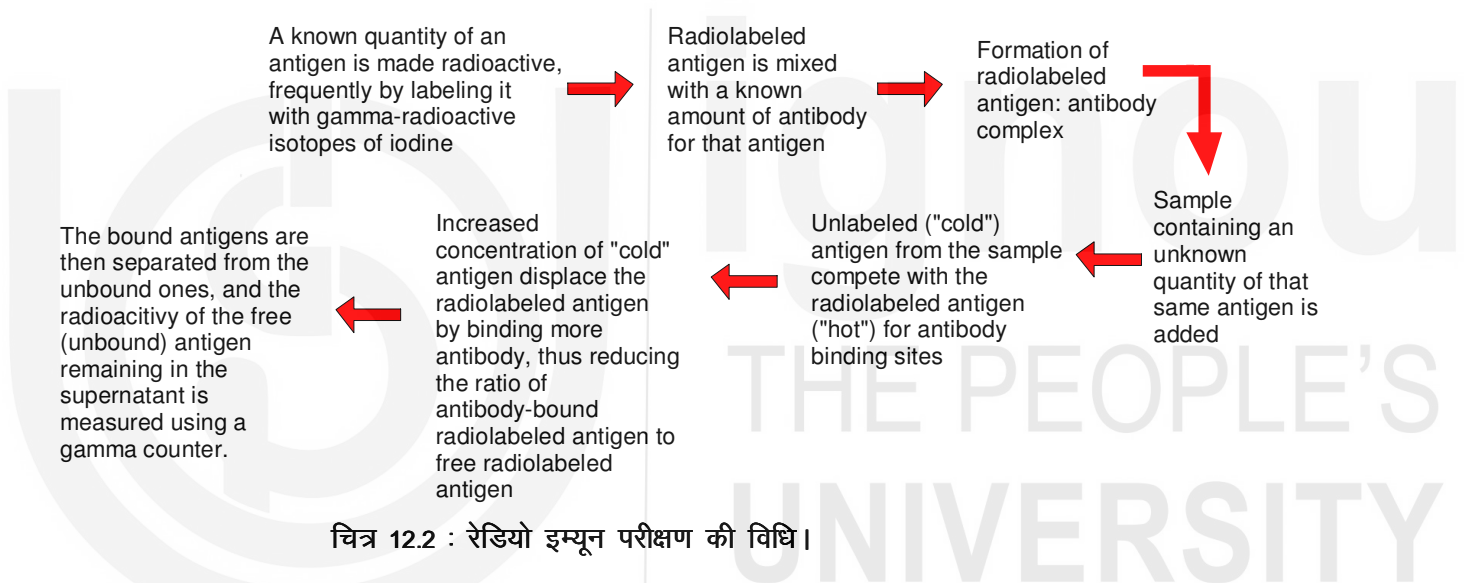 A known quantity of an
antigen is made radioactive,
frequently by labeling it
with gamma-radioactive
isotopes of iodine
Radiolabeled
antigen is mixed
with a known
amount of antibody
for that antigen
Formation of
radiolabeled
antigen: antibody
complex
Sample
containing an
unknown
quantity of that
same antigen is
added
Unlabeled ("cold")
antigen from the sample
compete with the
radiolabeled antigen
("hot") for antibody
binding sites
Increased
concentration of "cold"
antigen displace the
radiolabeled antigen
by binding more
antibody, thus reducing
the ratio of
antibody-bound
radiolabeled antigen to
free radiolabeled
antigen
The bound antigens are
then separated from the
unbound ones, and the
radioacitivy of the free
(unbound) antigen
remaining in the
supernatant is
measured using a
gamma counter.
चित्र 12.2 : रेडियो इम्यून परीक्षण की विधि।
ignou
THE PEOPLE'S
UNIVERSITY